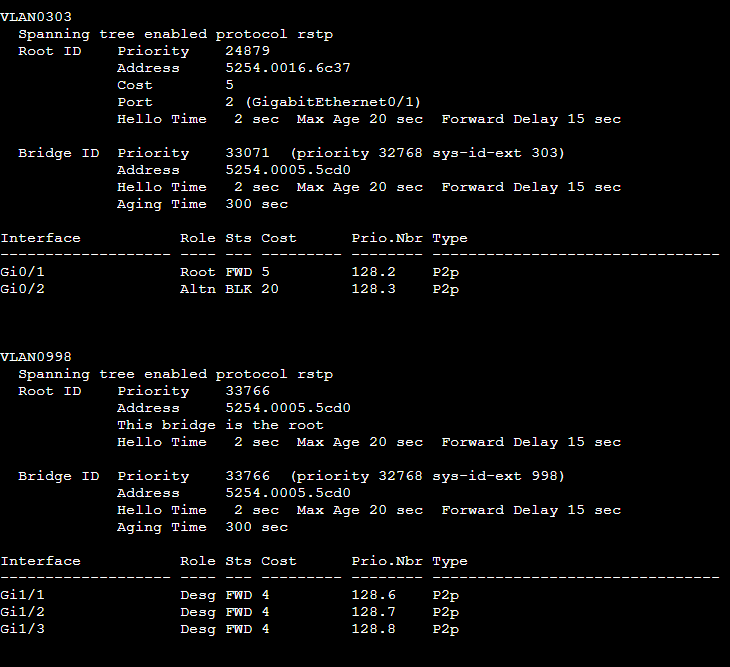 VLAN0303
  Spanning tree enabled protocol rstp
  Root ID    Priority    24879
             Address     5254.0016.6c37
             Cost        5
             Port        2 (GigabitEthernet0/1)
             Hello Time   2 sec  Max Age 20 sec  Forward Delay 15 sec

  Bridge ID  Priority    33071  (priority 32768 sys-id-ext 303)
             Address     5254.0005.5cd0
             Hello Time   2 sec  Max Age 20 sec  Forward Delay 15 sec
             Aging Time  300 sec

Interface           Role Sts Cost      Prio.Nbr Type
------------------- ---- --- --------- -------- --------------------------------
Gi0/1               Root FWD 5         128.2    P2p
Gi0/2               Altn BLK 20        128.3    P2p

VLAN0998
  Spanning tree enabled protocol rstp
  Root ID    Priority    33766
             Address     5254.0005.5cd0
             This bridge is the root
             Hello Time   2 sec  Max Age 20 sec  Forward Delay 15 sec

  Bridge ID  Priority    33766  (priority 32768 sys-id-ext 998)
             Address     5254.0005.5cd0
             Hello Time   2 sec  Max Age 20 sec  Forward Delay 15 sec
             Aging Time  300 sec

Interface           Role Sts Cost      Prio.Nbr Type
------------------- ---- --- --------- -------- --------------------------------
Gi1/1               Desg FWD 4         128.6    P2p
Gi1/2               Desg FWD 4         128.7    P2p
Gi1/3               Desg FWD 4         128.8    P2p